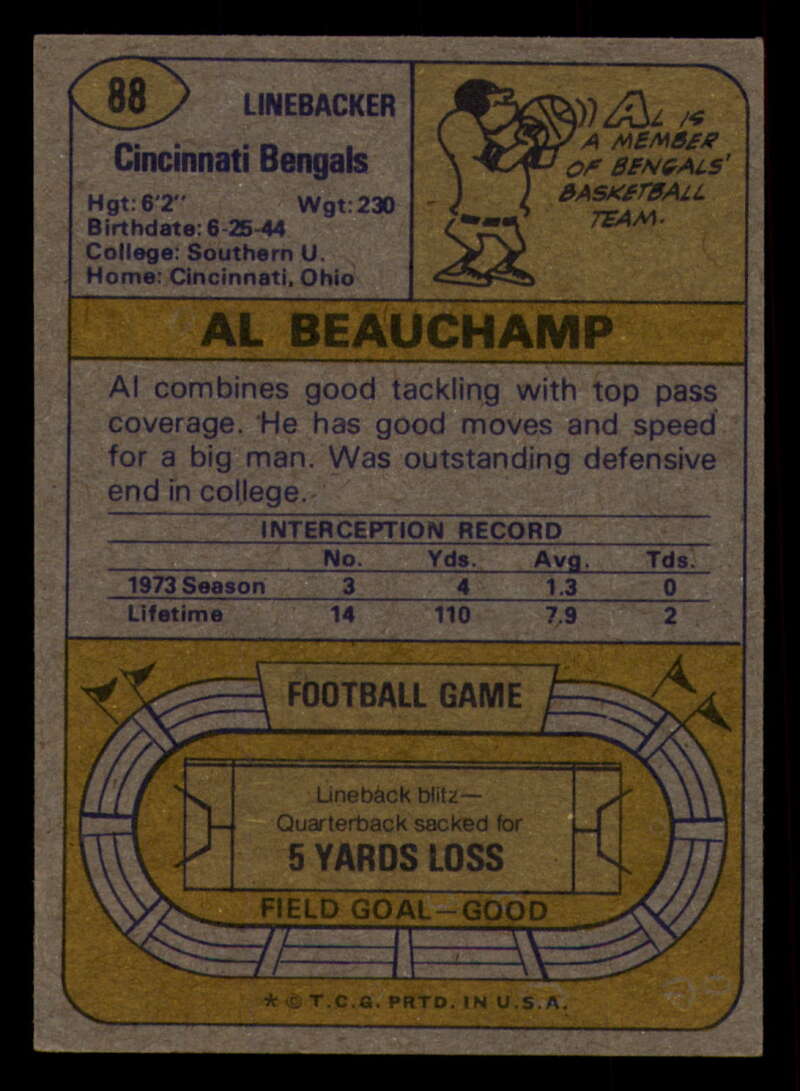 88
LINEBACKER
Cincinnati Bengals
Hgt: 6'2" Wgt: 230
Birthdate: 6-25-44
College: Southern U.
Home: Cincinnati, Ohio
AL IS
A MEMBER
OF BENGALS'
BASKETBALL
TEAM.
AL BEAUCHAMP
Al combines good tackling with top pass
coverage. He has good moves and speed
for a big man. Was outstanding defensive
end in college.
INTERCEPTION RECORD
No. Yds. Avg. Tds.
1973 Season 3 4 1.3 0
Lifetime 14 110 7.9 2
FOOTBALL GAME
Lineback blitz—
Quarterback sacked for
5 YARDS LOSS
FIELD GOAL—GOOD
* © T.C.G. PRTD. IN U.S.A.